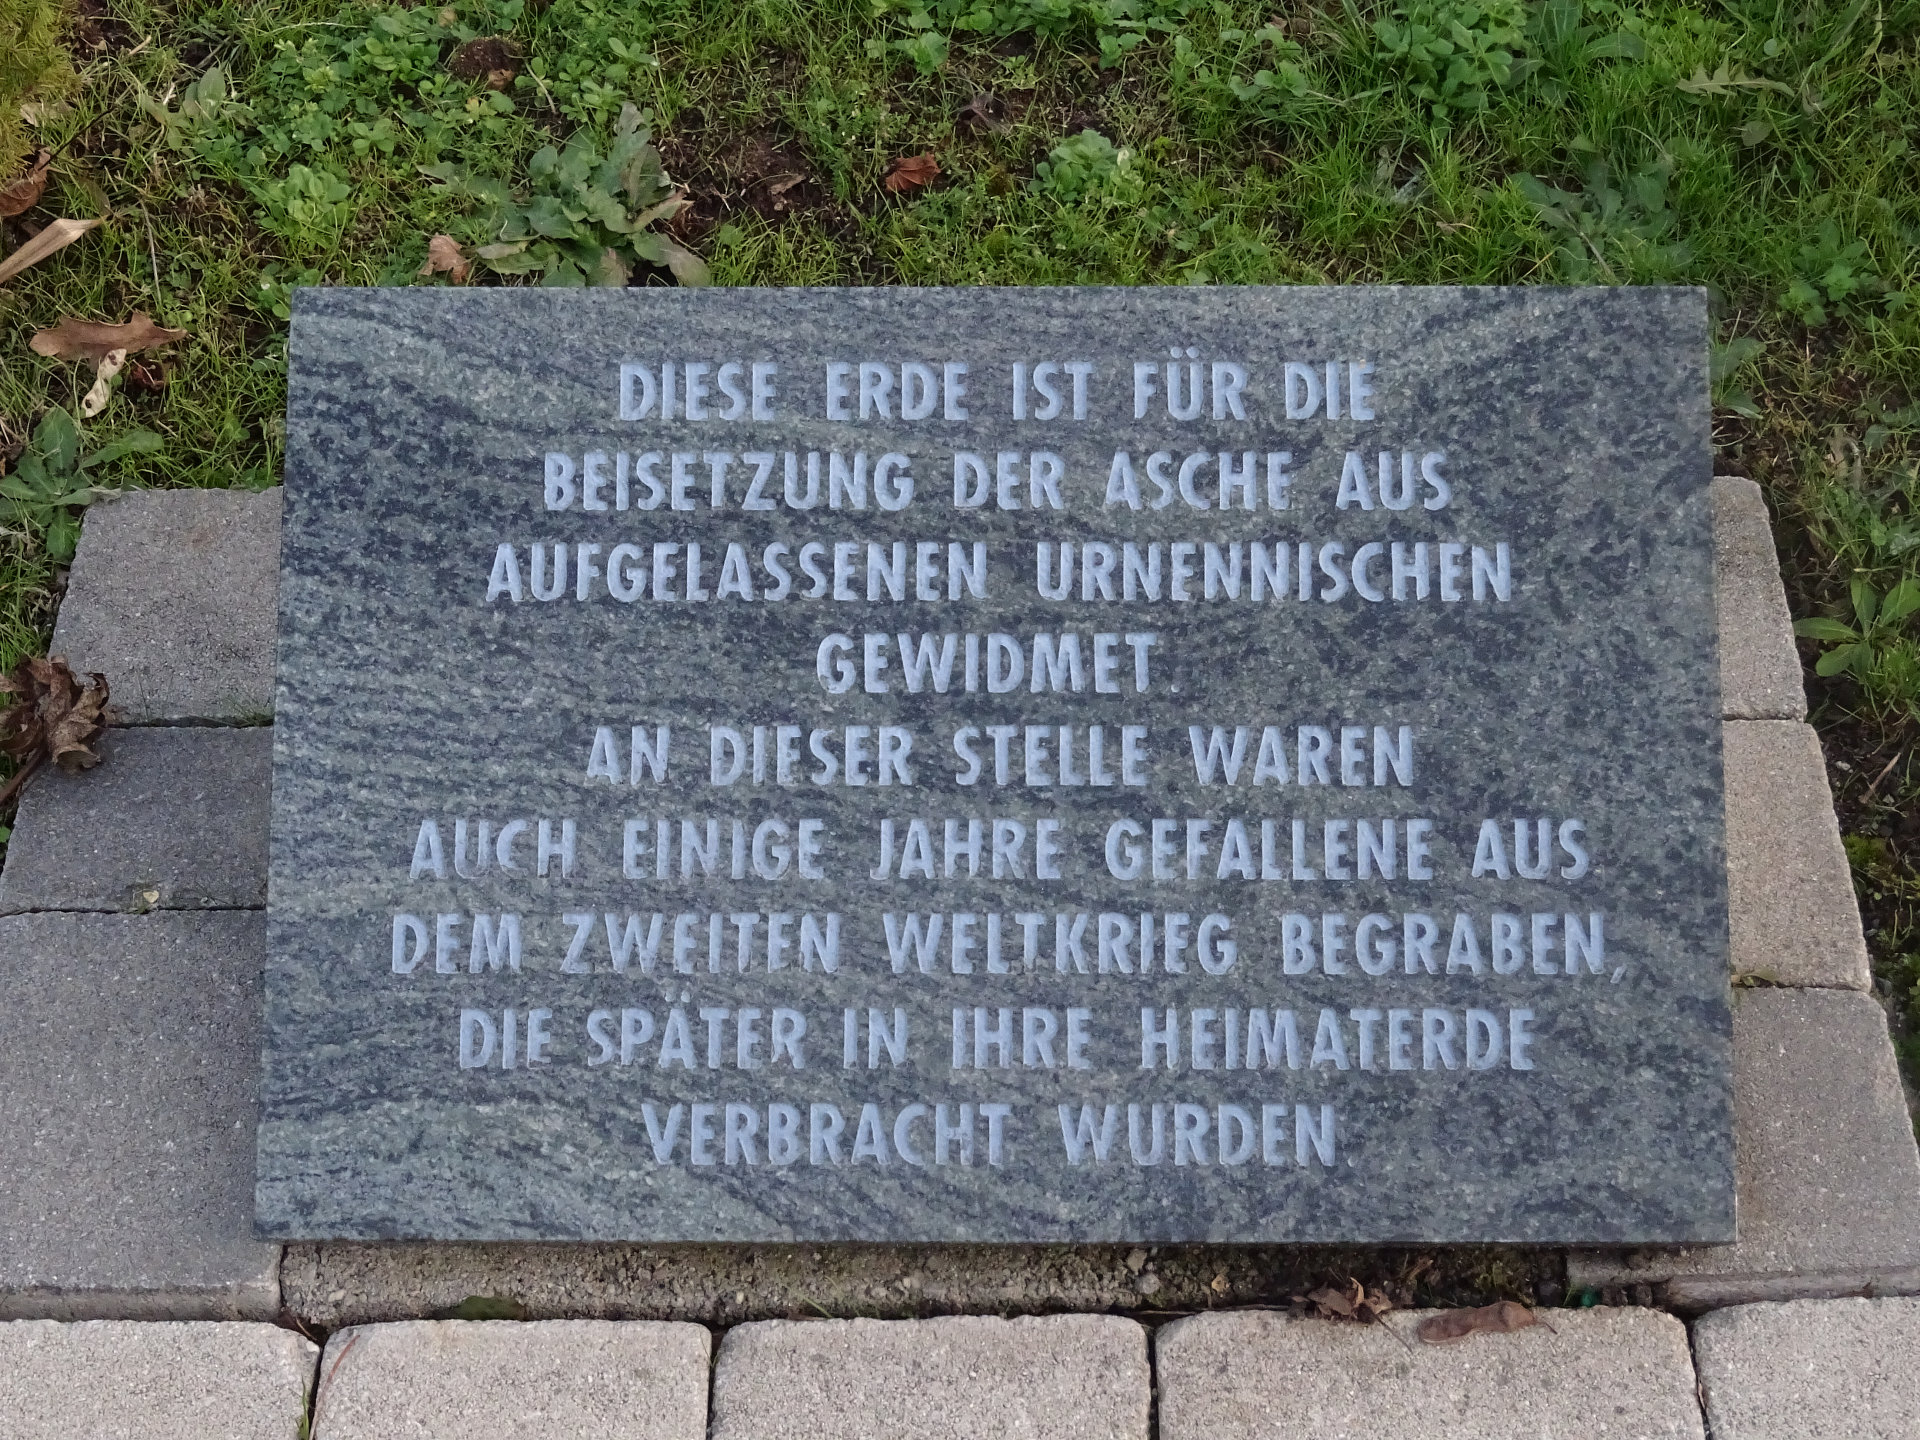 DIESE ERDE IST FÜR DIE
BEISETZUNG DER ASCHE AUS
AUFGELASSENEN URNENNISCHEN
GEWIDMET.
AN DIESER STELLE WAREN
AUCH EINIGE JAHRE GEFALLENE AUS
DEM ZWEITEN WELTKRIEG BEGRABEN,
DIE SPÄTER IN IHRE HEIMATERDE
VERBRACHT WURDEN